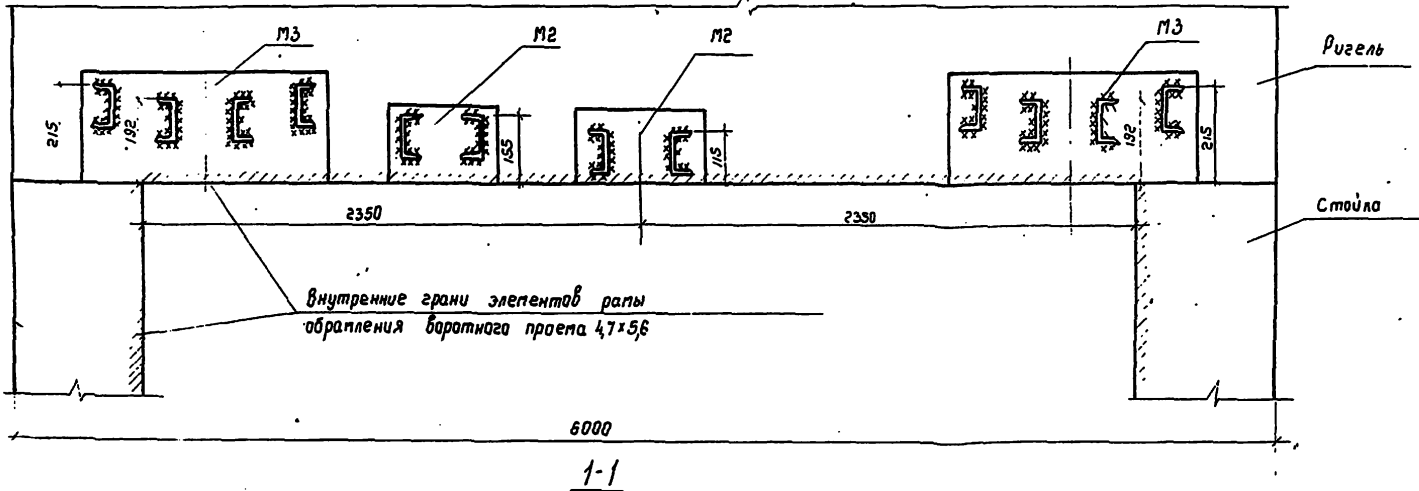 М3
М2
М2
М3
Ригель
215
192
155
115
192
215
2350
2350
Стойка
Внутренние грани элементов рамы
обрамления воротного проема 4,7×5,6
6000
1-1